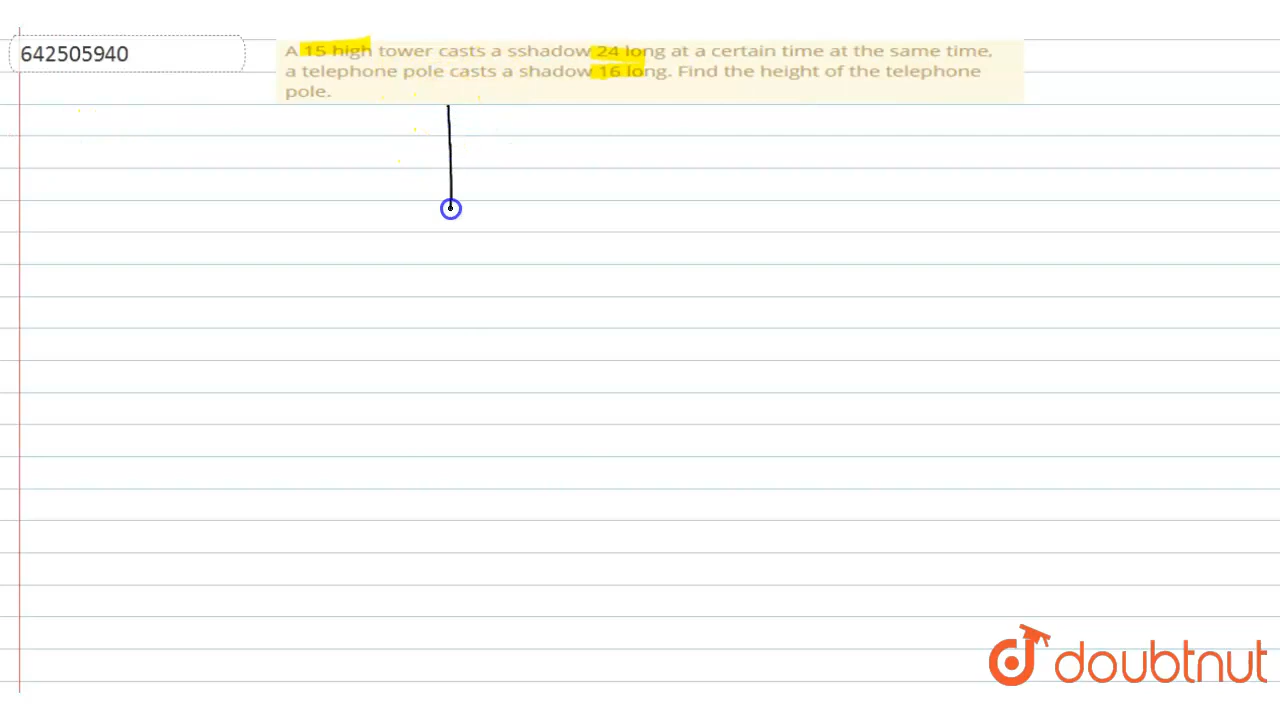 642505940
A 15 high tower casts a sshadow 24 long at a certain time at the same time,
a telephone pole casts a shadow 16 long. Find the height of the telephone
pole.
doubtnut